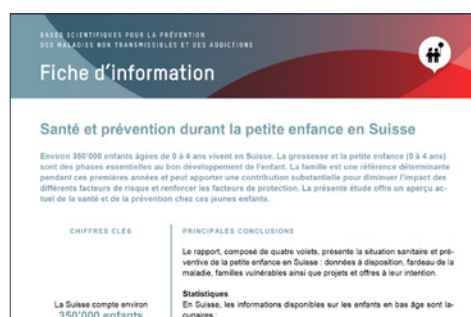 BASES SCIENTIFIQUES POUR LA PRÉVENTION
DES MALADIES NON TRANSMISSIBLES ET DES ADDICTIONS
Fiche d'information
Santé et prévention durant la petite enfance en Suisse
Environ 350'000 enfants âgées de 0 à 4 ans vivent en Suisse. La grossesse et la petite enfance (0 à 4 ans)
sont des phases essentielles au bon développement de l'enfant. La famille est une référence déterminante
pendant ces premières années et peut apporter une contribution substantielle pour diminuer l'impact des
différents facteurs de risque et renforcer les facteurs de protection. La présente étude offre un aperçu ac-
tuel de la santé et de la prévention chez ces jeunes enfants.
CHIFFRES CLÉS
La Suisse compte environ
350'000 enfants
PRINCIPALES CONCLUSIONS
Le rapport, composé de quatre volets, présente la situation sanitaire et pré-
ventive de la petite enfance en Suisse : données à disposition, fardeau de la
maladie, familles vulnérables ainsi que projets et offres à leur intention.
Statistiques
En Suisse, les informations disponibles sur les enfants en bas âge sont la-
cunaires :